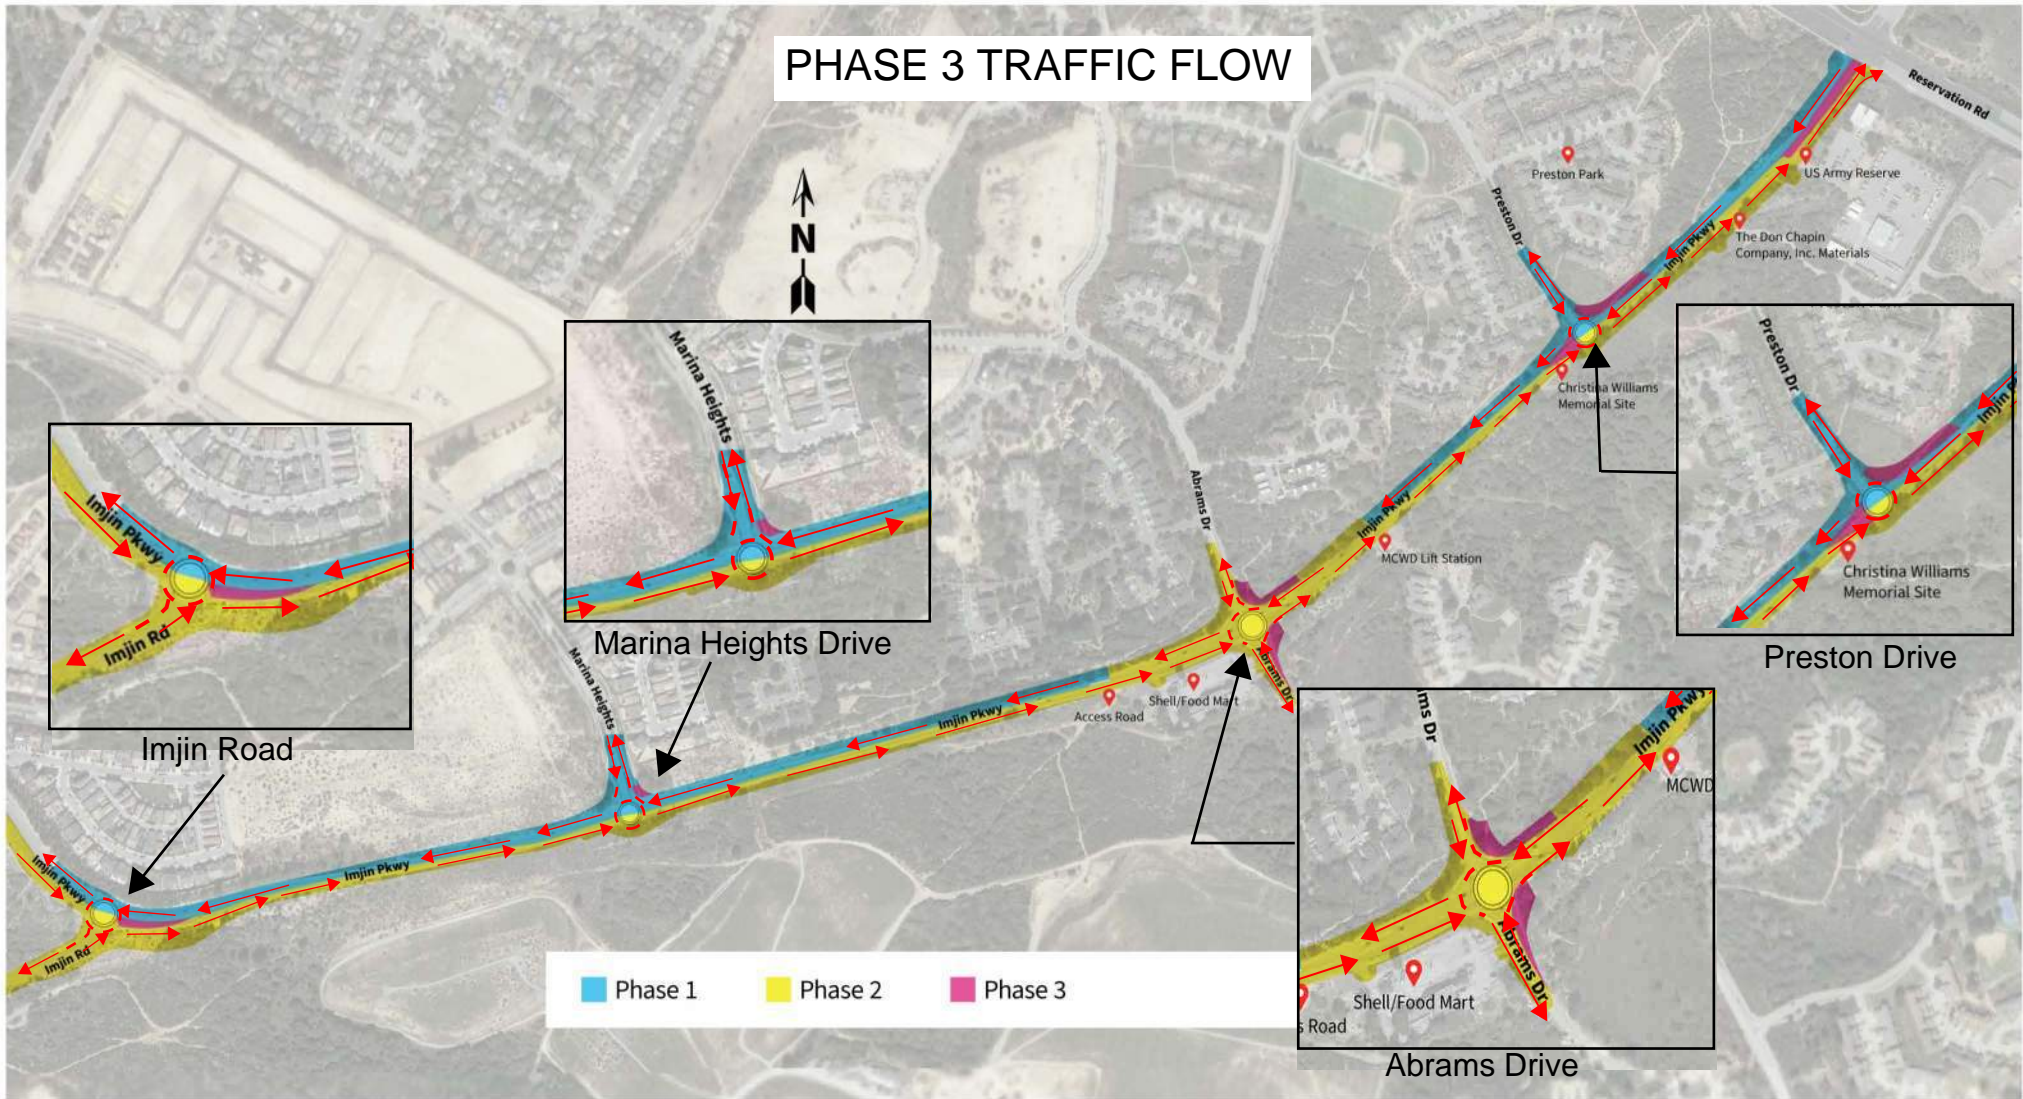 PHASE 3 TRAFFIC FLOW
Reservation Rd
US Army Reserve
Preston Park
Preston Dr
The Don Chapin
Company, Inc. Materials
Imjin Pkwy
Christina Williams
Memorial Site
Preston Dr
Imjin P
Christina Williams
Memorial Site
Preston Drive
N
Marina Heights
Marina Heights Drive
Imjin Pkwy
Imjin Rd
Imjin Road
Abrams Dr
Imjin Pkwy
MCWD Lift Station
Abrams Dr
Shell/Food Mart
Access Road
Imjin Pkwy
Marina Heights
Imjin Pkwy
Imjin Pkwy
Imjin Rd
ms Dr
Imjin Pkwy
MCWD
Abrams Dr
Shell/Food Mart
s Road
Abrams Drive
Phase 1
Phase 2
Phase 3